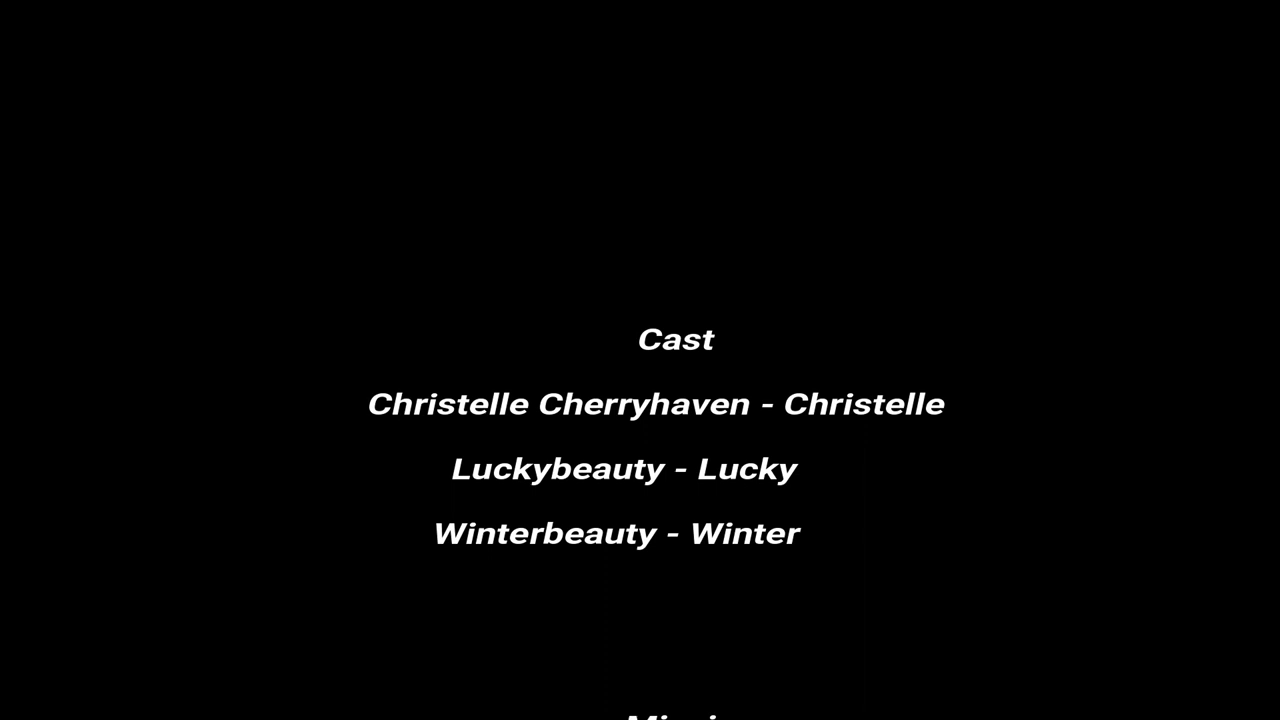 Cast
Christelle Cherryhaven - Christelle
Luckybeauty - Lucky
Winterbeauty - Winter